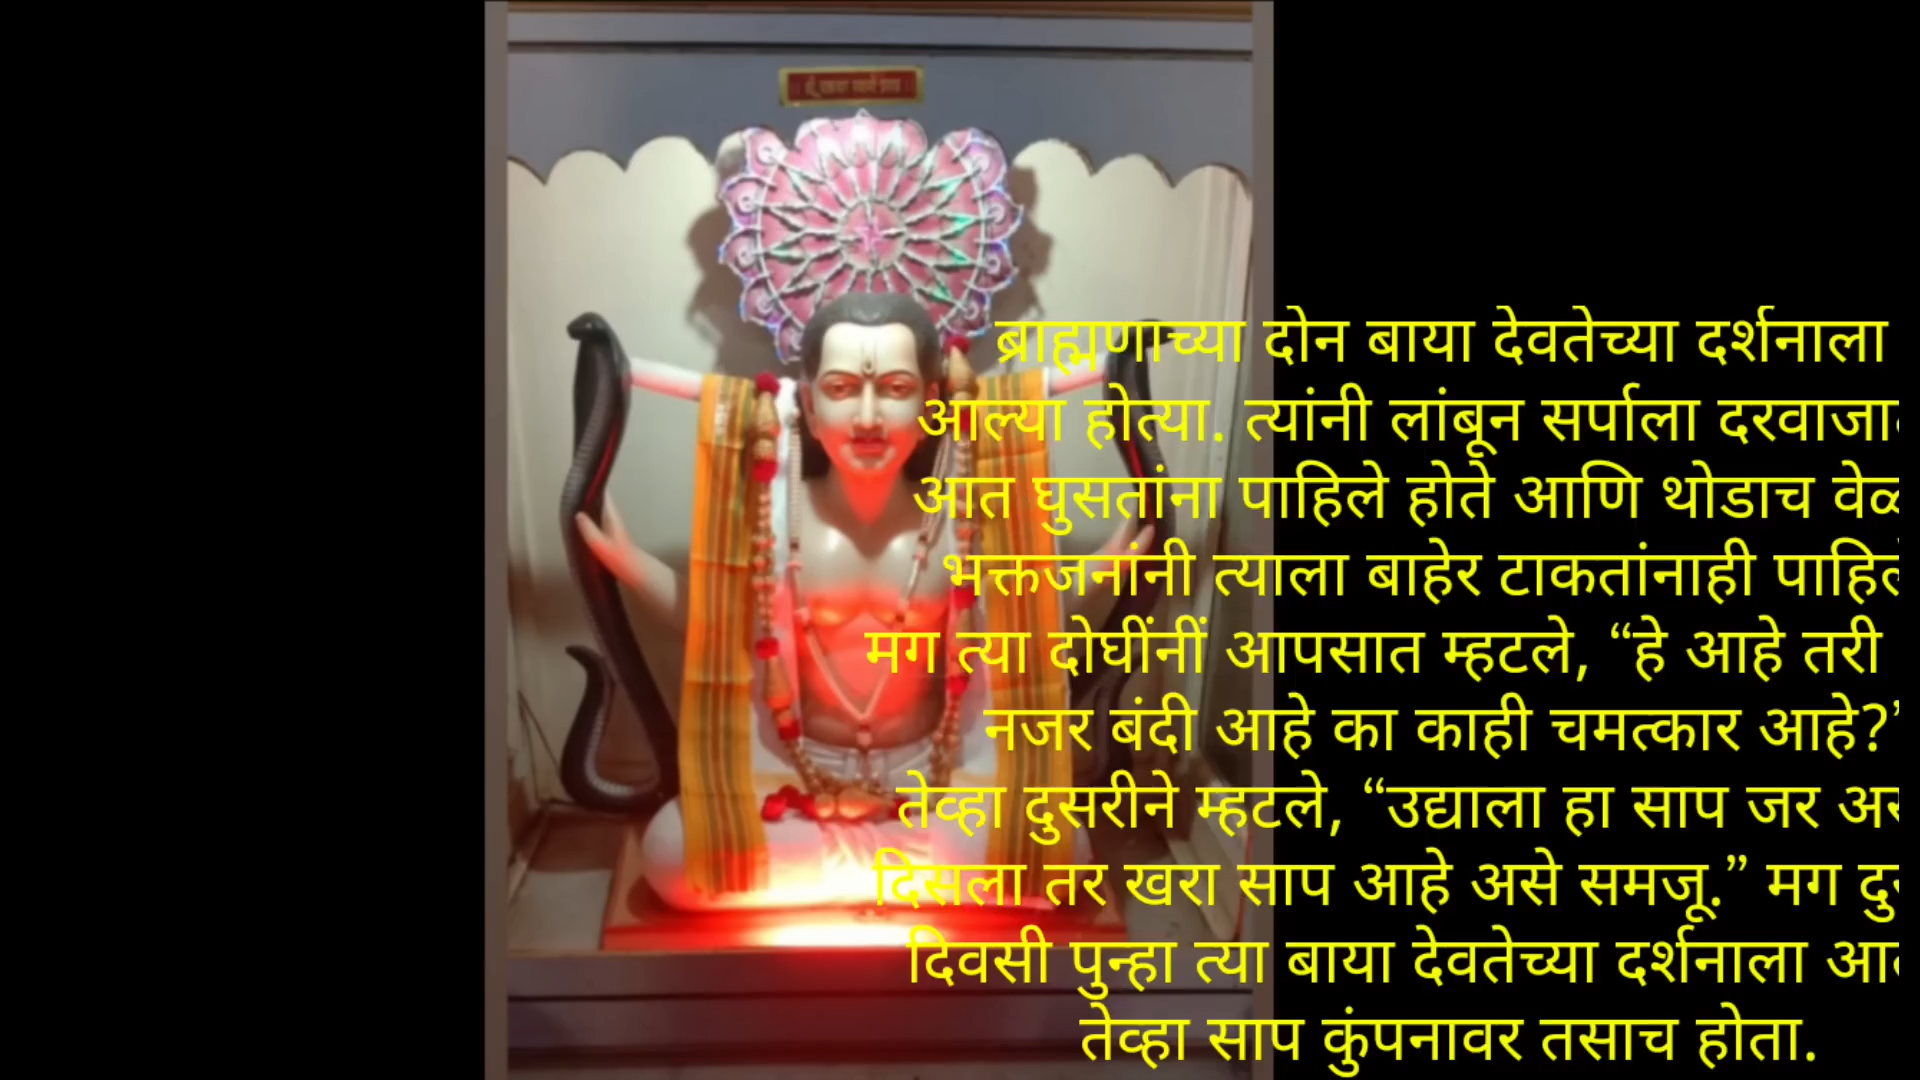 ब्राह्मणाच्या दोन बाया देवतेच्या दर्शनाला
आल्या होत्या. त्यांनी लांबून सर्पाला
आत घुसतांना पाहिले होते आणि थोडाच
भक्तजनांनी त्याला बाहेर टाकतांनाही
मग त्या दोघींनीं आपसात म्हटले, “हे आहे तरी
नजर बंदी आहे का काही चमत्कार आहे?”
तेव्हा दुसरीने म्हटले, “उद्याला हा साप जर
दिसला तर खरा साप आहे असे समजू.” मग
दिवसी पुन्हा त्या बाया देवतेच्या दर्शनाला
तेव्हा साप कुंपनावर तसाच होता.